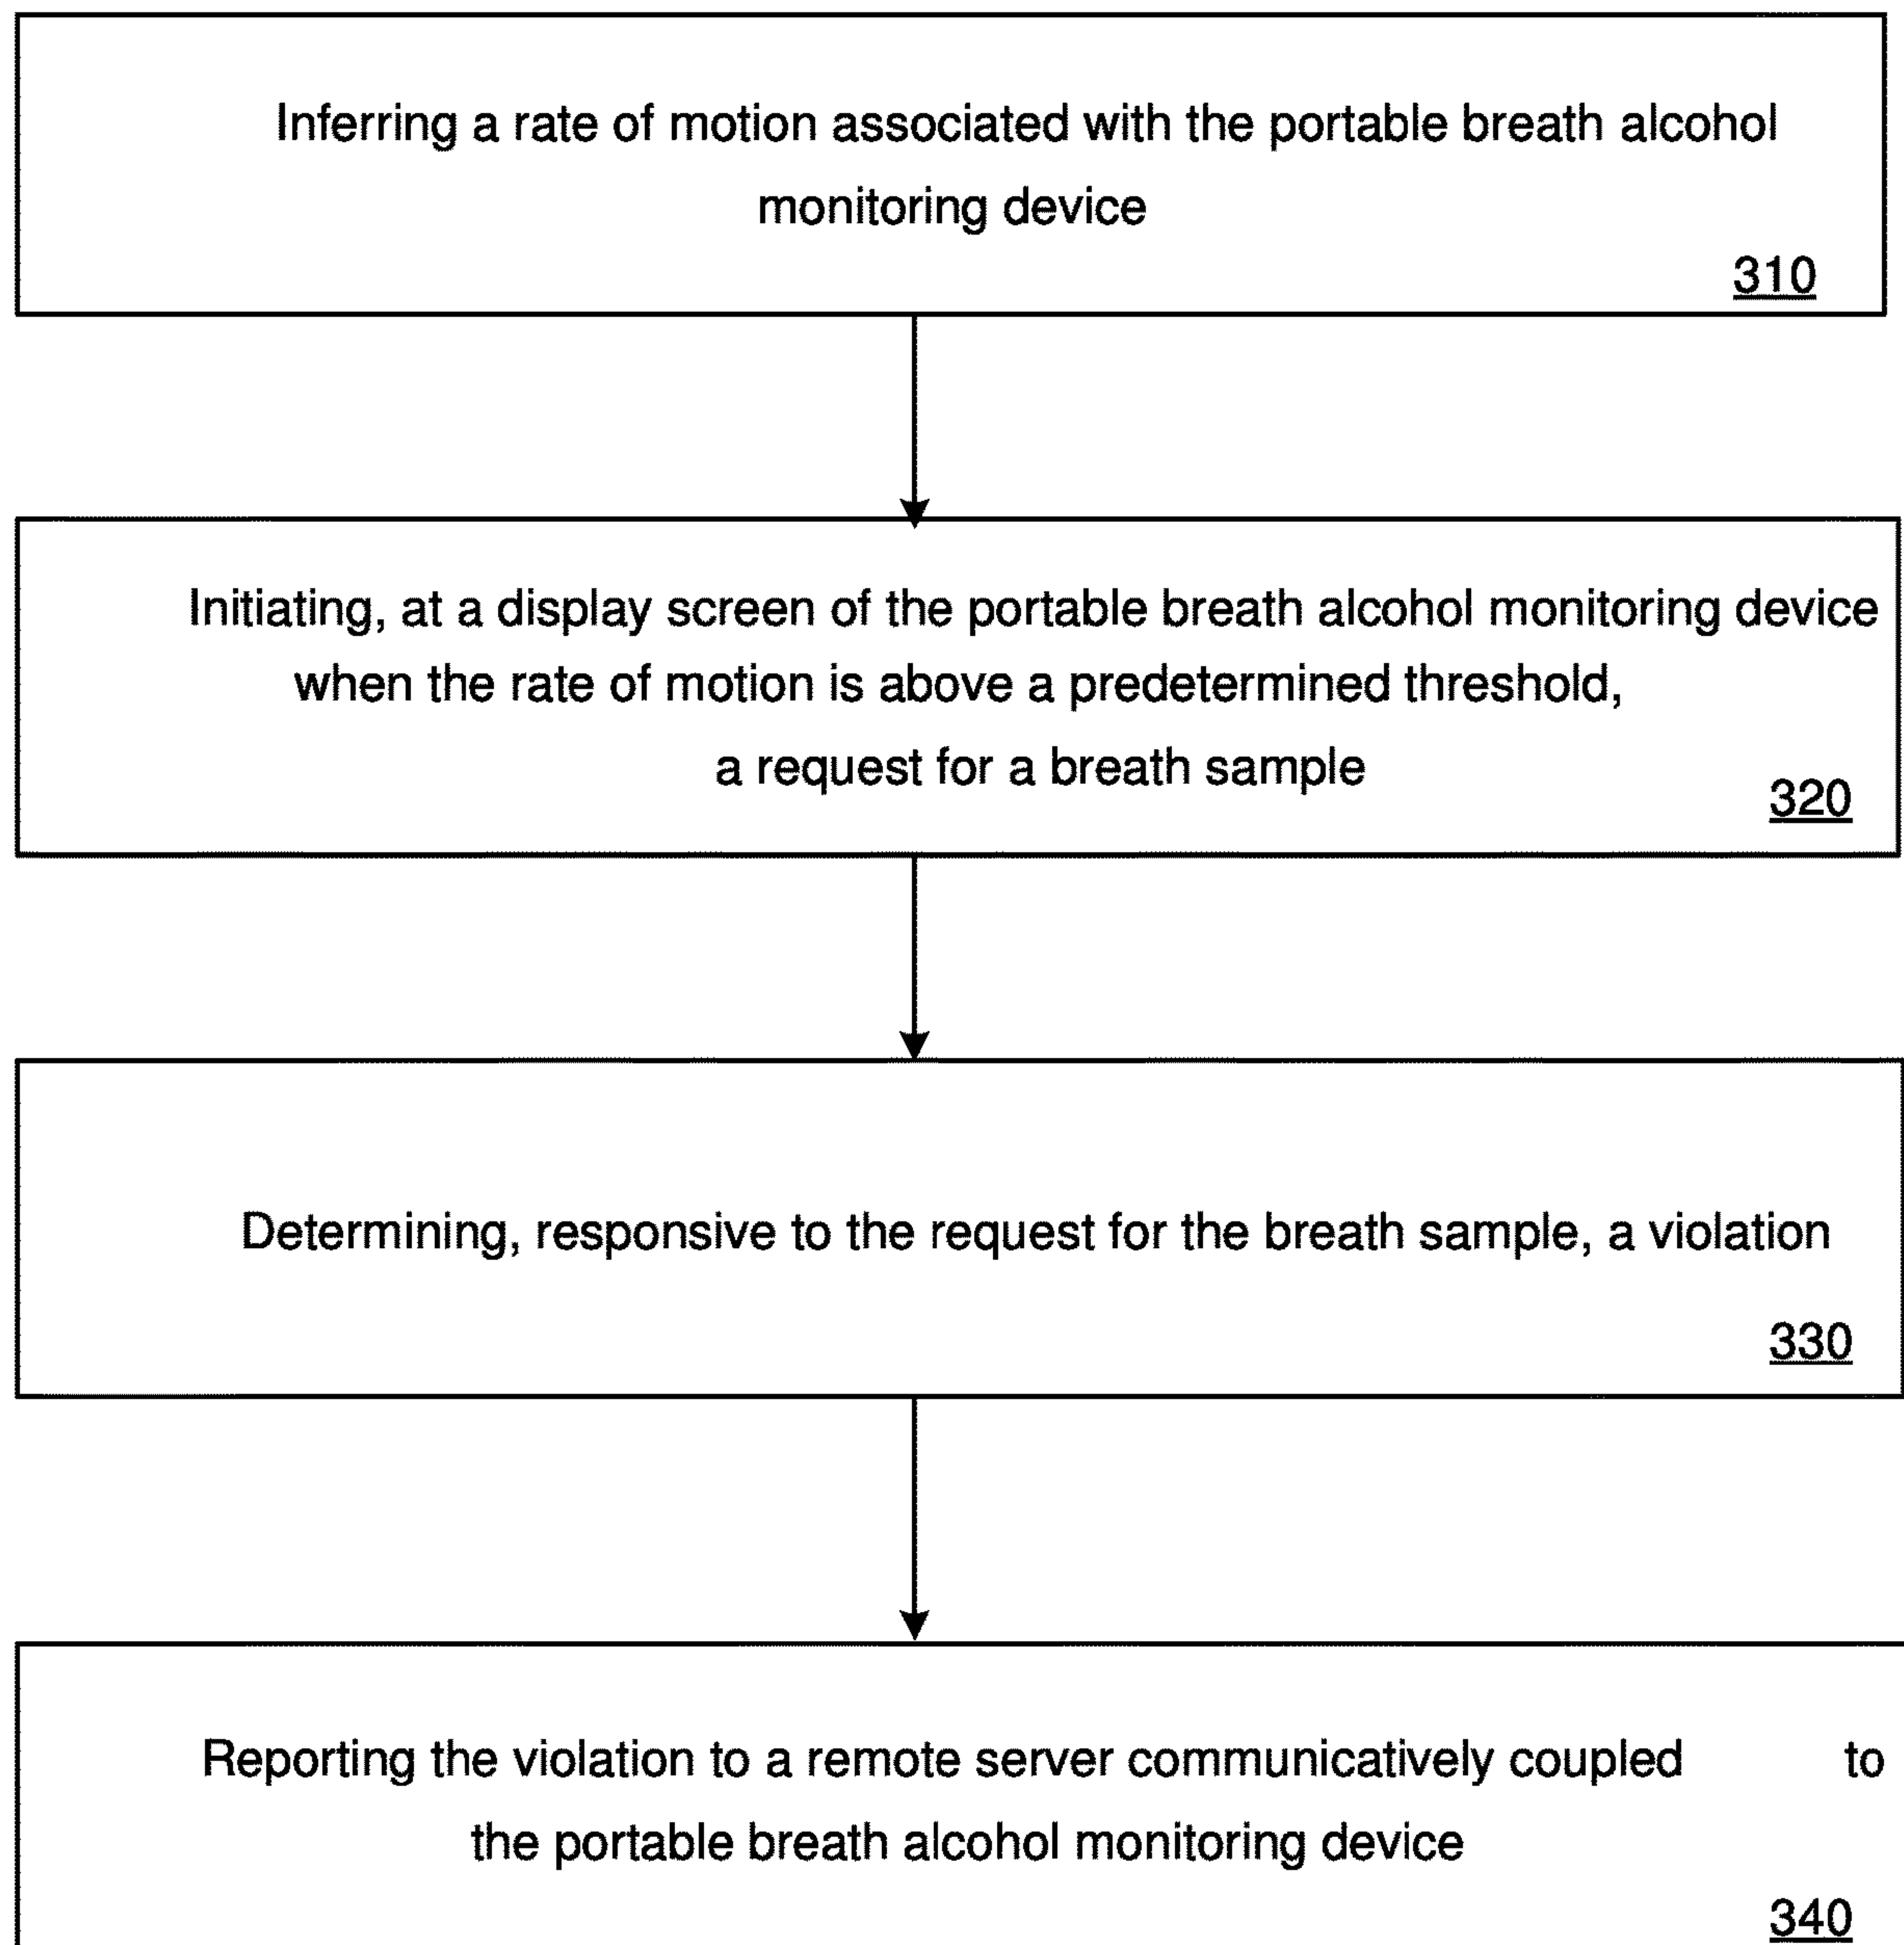 Inferring a rate of motion associated with the portable breath alcohol
monitoring device
310
Initiating, at a display screen of the portable breath alcohol monitoring device
when the rate of motion is above a predetermined threshold,
a request for a breath sample
320
Determining, responsive to the request for the breath sample, a violation
330
Reporting the violation to a remote server communicatively coupled to
the portable breath alcohol monitoring device
340